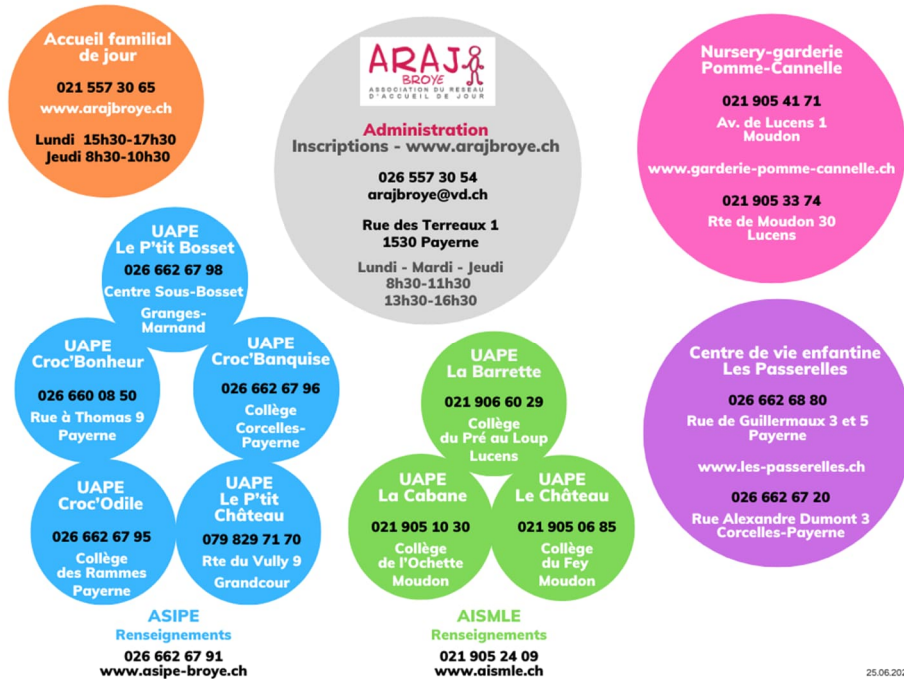 Accueil familial
de jour
021 557 30 65
www.arajbroye.ch
Lundi 15h30-17h30
Jeudi 8h30-10h30
ARAJ
BROYE
ASSOCIATION DU RESEAU
D'ACCUEIL DE JOUR
Administration
Inscriptions - www.arajbroye.ch
026 557 30 54
arajbroye@vd.ch
Rue des Terreaux 1
1530 Payerne
Lundi - Mardi - Jeudi
8h30-11h30
13h30-16h30
Nursery-garderie
Pomme-Cannelle
021 905 41 71
Av. de Lucens 1
Moudon
www.garderie-pomme-cannelle.ch
021 905 33 74
Rte de Moudon 30
Lucens
UAPE
Le P'tit Bosset
026 662 67 98
Centre Sous-Bosset
Granges-
Marnand
UAPE
Croc'Bonheur
026 660 08 50
Rue à Thomas 9
Payerne
UAPE
Croc'Banquise
026 662 67 96
Collège
Corcelles-
Payerne
UAPE
Croc'Odile
026 662 67 95
Collège
des Rammes
Payerne
UAPE
Le P'tit
Château
079 829 71 70
Rte du Vully 9
Grandcour
ASIPE
Renseignements
026 662 67 91
www.asipe-broye.ch
UAPE
La Barrette
021 906 60 29
Collège
du Pré au Loup
Lucens
UAPE
La Cabane
021 905 10 30
Collège
de l'Ochette
Moudon
UAPE
Le Château
021 905 06 85
Collège
du Fey
Moudon
AISMLE
Renseignements
021 905 24 09
www.aismle.ch
Centre de vie enfantine
Les Passerelles
026 662 68 80
Rue de Guillermaux 3 et 5
Payerne
www.les-passerelles.ch
026 662 67 20
Rue Alexandre Dumont 3
Corcelles-Payerne
25.06.202